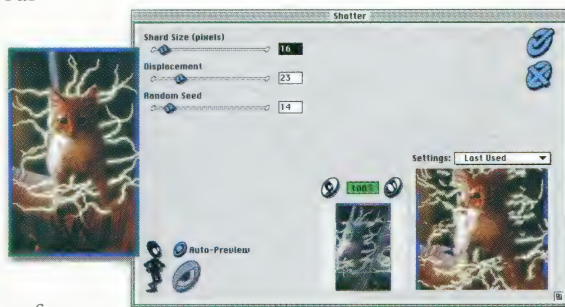 Shatter
Shard Size (pixels)
16
Displacement
23
Random Seed
14
Settings: Last Used
100%
Auto-Preview